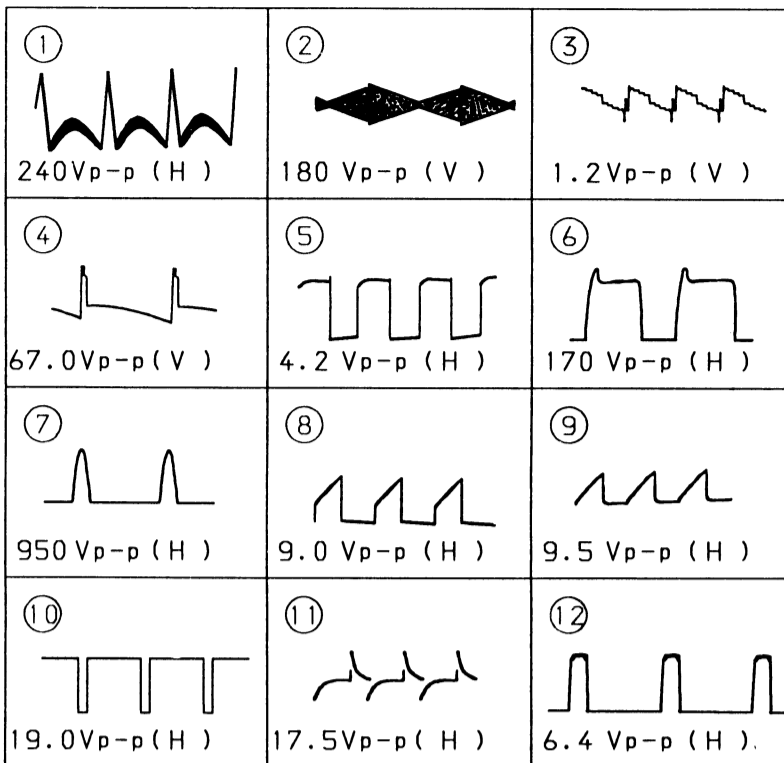 ① ② ③
240Vp-p ( H ) 180 Vp-p ( V ) 1.2Vp-p ( V )
④ ⑤ ⑥
67.0Vp-p( V ) 4.2 Vp-p ( H ) 170 Vp-p ( H )
⑦ ⑧ ⑨
950 Vp-p ( H ) 9.0 Vp-p ( H ) 9.5 Vp-p ( H )
⑩ ⑪ ⑫
19.0Vp-p( H ) 17.5Vp-p( H ) 6.4 Vp-p ( H )